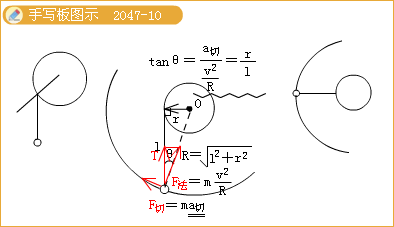 手写板图示 2047-10
tanθ = a切 / (v² / R) = r / l
O
r
l
T θ R = √(l² + r²)
F法 = m v² / R
F切 = ma切